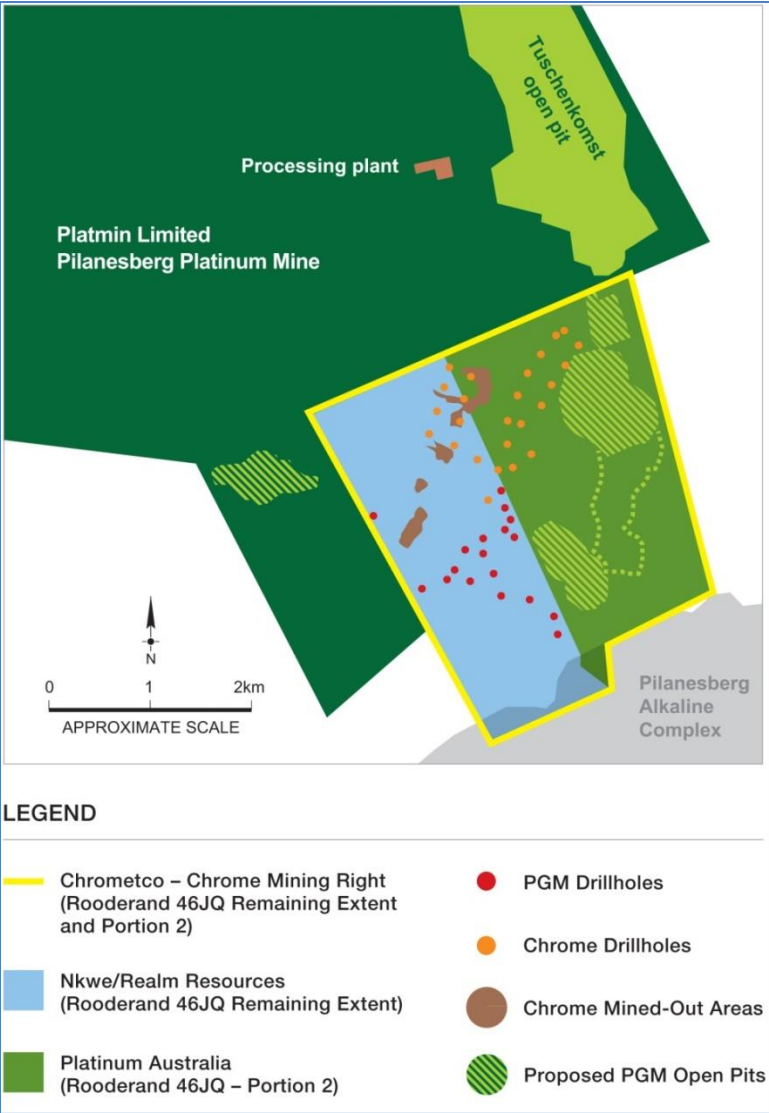 Tuschenkomst
open pit
Processing plant
Platmin Limited
Pilanesberg Platinum Mine
N
0 1 2km
APPROXIMATE SCALE
Pilanesberg
Alkaline
Complex
LEGEND
Chrometco – Chrome Mining Right
(Rooderand 46JQ Remaining Extent
and Portion 2)
Nkwe/Realm Resources
(Rooderand 46JQ Remaining Extent)
Platinum Australia
(Rooderand 46JQ – Portion 2)
PGM Drillholes
Chrome Drillholes
Chrome Mined-Out Areas
Proposed PGM Open Pits